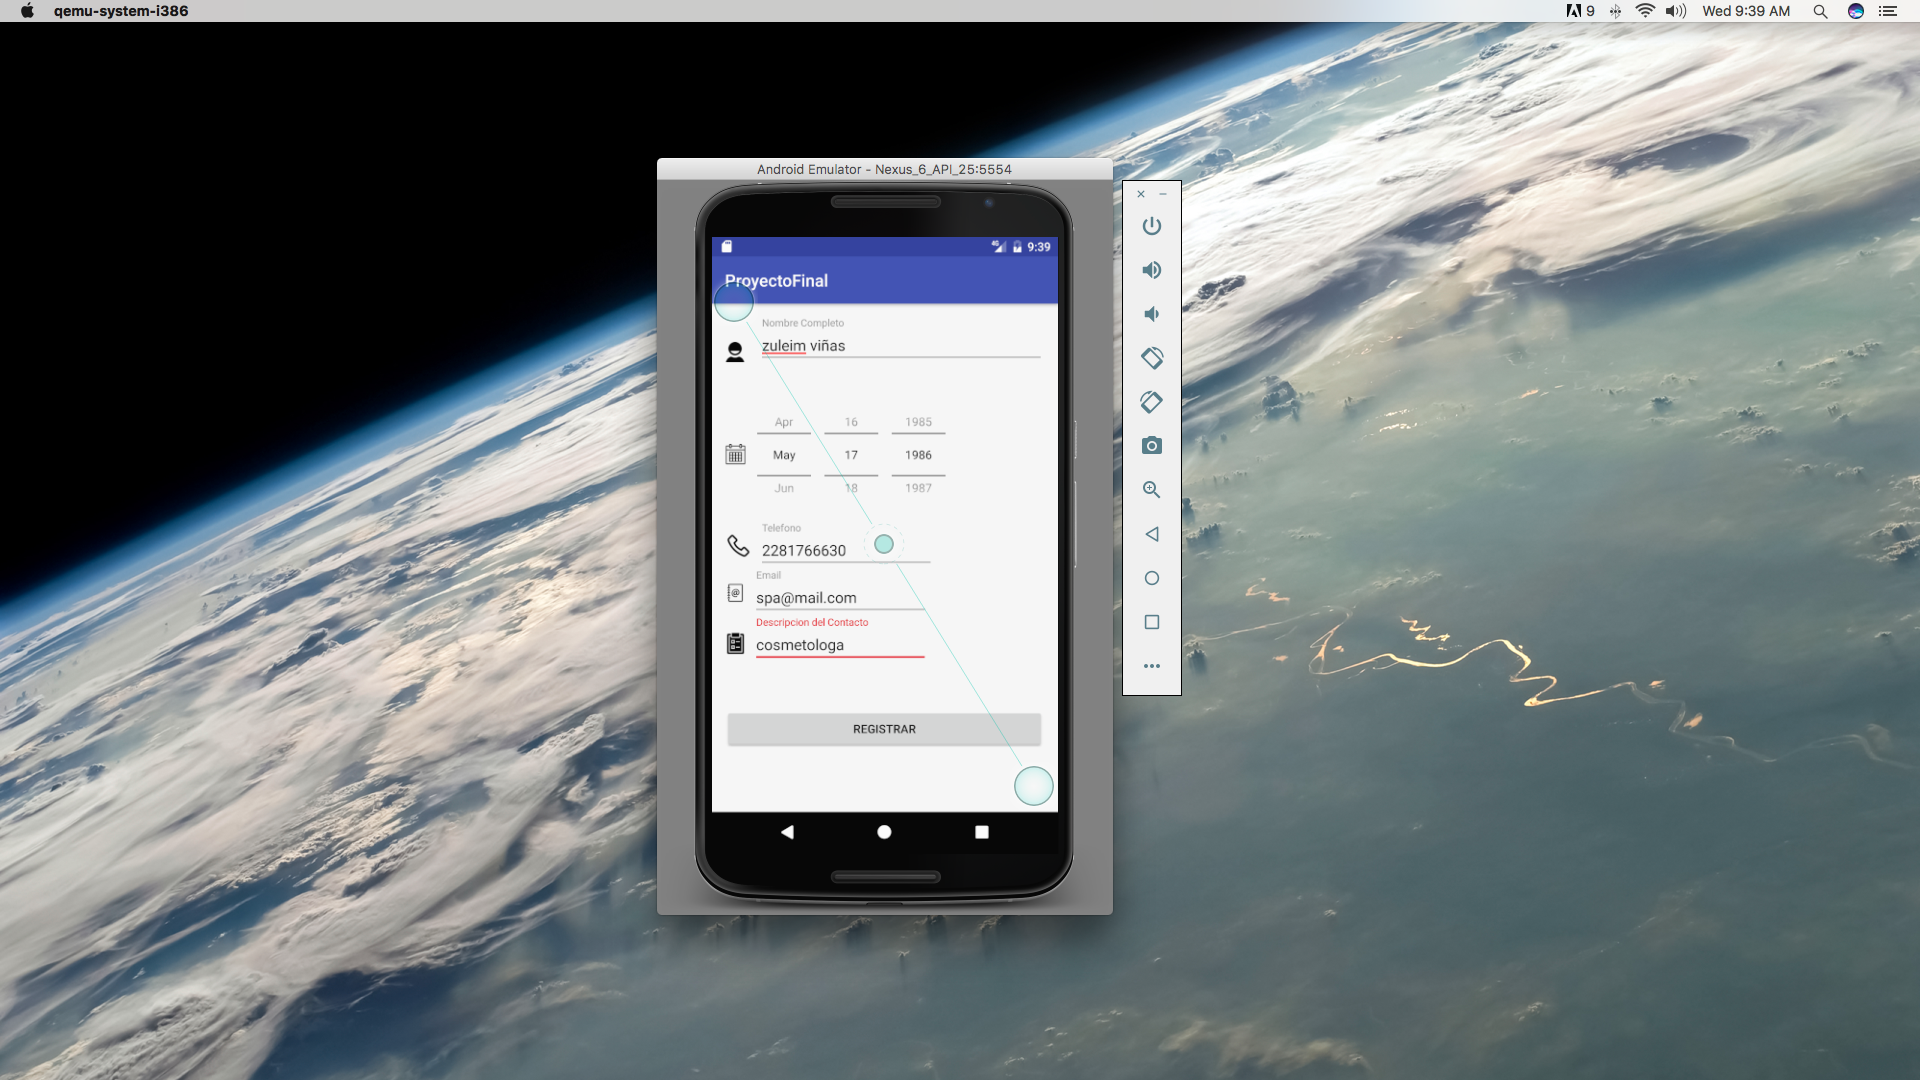 qemu-system-i386
9
Wed 9:39 AM
Android Emulator - Nexus_6_API_25:5554
4G
9:39
ProyectoFinal
Nombre Completo
zuleim viñas
Apr 16 1985
May 17 1986
Jun 18 1987
Telefono
2281766630
Email
spa@mail.com
Descripcion del Contacto
cosmetologa
REGISTRAR